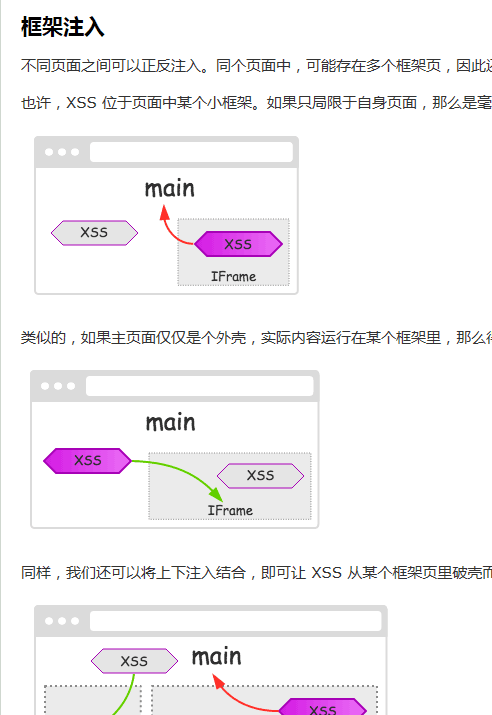 框架注入
不同页面之间可以正反注入。同个页面中，可能存在多个框架页，因此
也许，XSS 位于页面中某个小框架。如果只局限于自身页面，那么是毫
main
XSS
XSS
IFrame
类似的，如果主页面仅仅是个外壳，实际内容运行在某个框架里，那么
main
XSS
XSS
IFrame
同样，我们还可以将上下注入结合，即可让 XSS 从某个框架页里破壳而
XSS
main
XSS